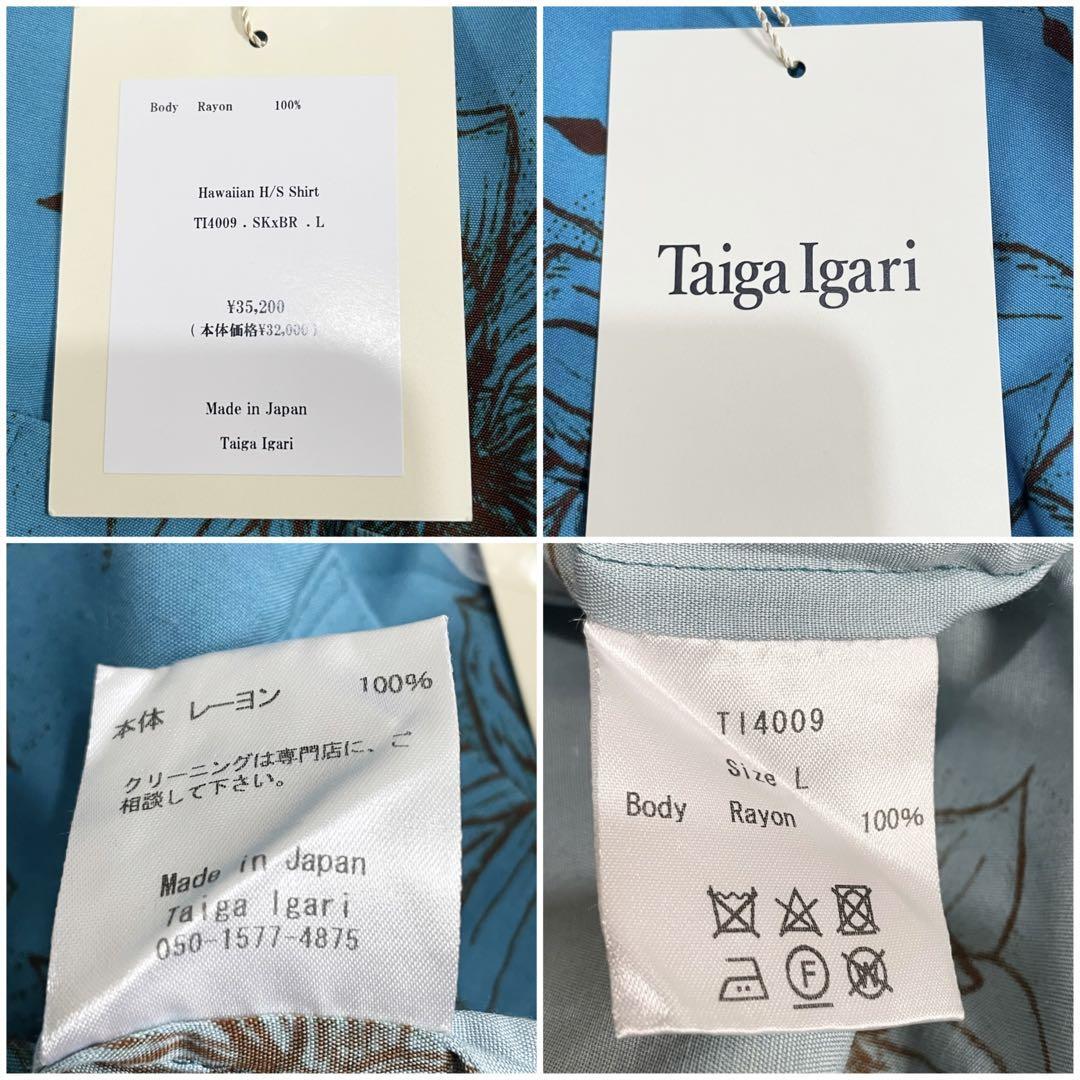 Body Rayon 100%
Hawaiian H/S Shirt
TI4009 . SKxBR . L
¥35,200
(本体価格¥32,000)
Made in Japan
Taiga Igari
Taiga Igari
本体 レーヨン 100%
クリーニングは専門店に、ご
相談して下さい。
Made in Japan
Taiga Igari
050-1577-4875
TI4009
Size L
Body Rayon 100%
F
W